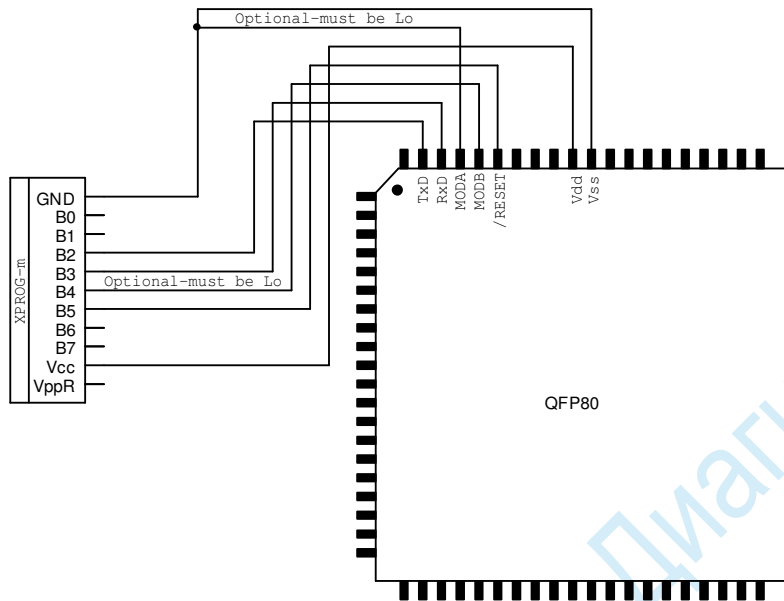 Optional-must be Lo
TxD
RxD
MODA
MODB
/RESET
Vdd
Vss
XPROG-m
GND
B0
B1
B2
B3
B4
B5
B6
B7
Vcc
VppR
Optional-must be Lo
QFP80